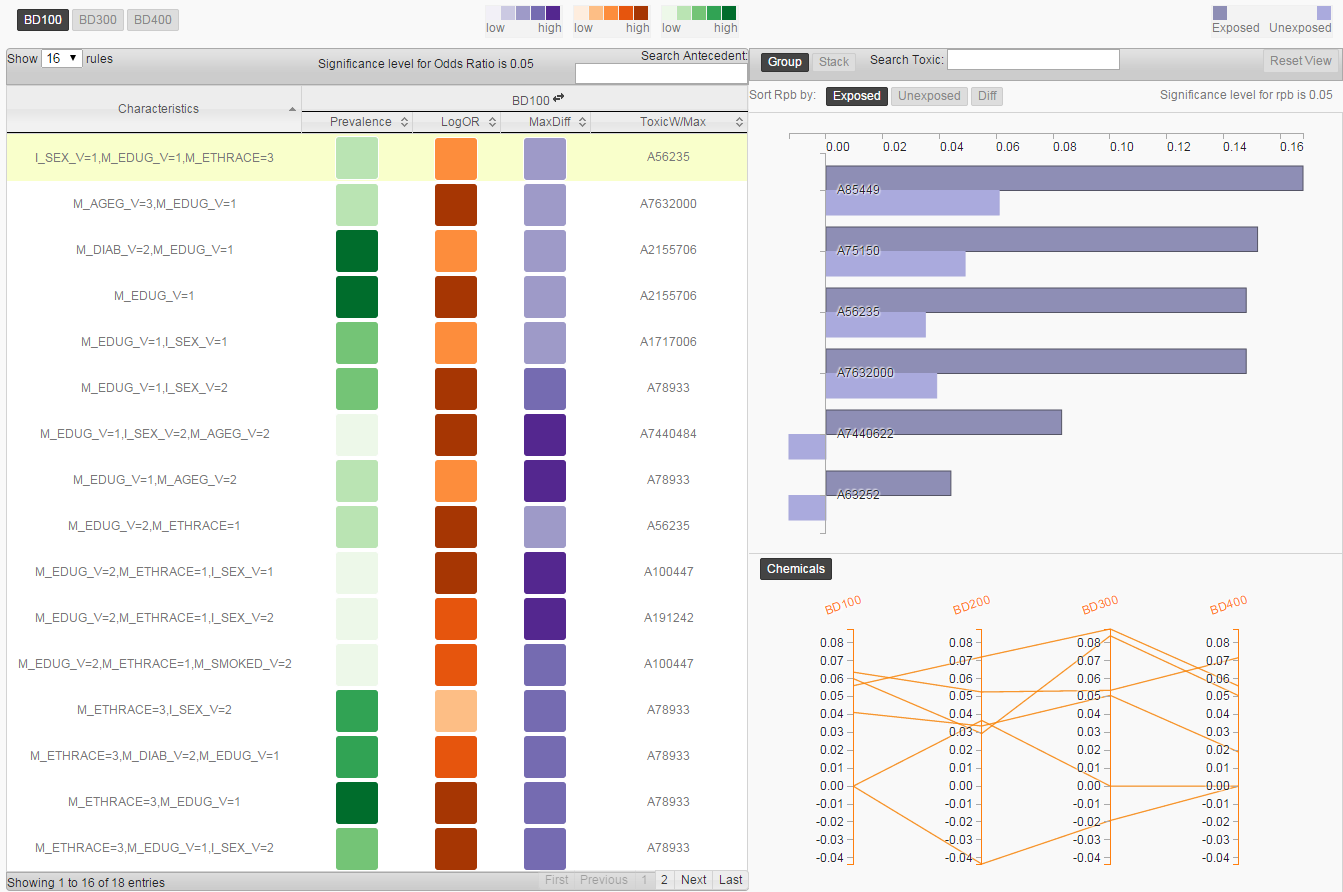 BD100 BD300 BD400
low high low high low high
Exposed Unexposed
Show 16 rules
Significance level for Odds Ratio is 0.05
Search Antecedent:
Characteristics
BD100
Prevalence LogOR MaxDiff ToxicW/Max
I_SEX_V=1,M_EDUG_V=1,M_ETHRACE=3 A56235
M_AGEG_V=3,M_EDUG_V=1 A7632000
M_DIAB_V=2,M_EDUG_V=1 A2155706
M_EDUG_V=1 A2155706
M_EDUG_V=1,I_SEX_V=1 A1717006
M_EDUG_V=1,I_SEX_V=2 A78933
M_EDUG_V=1,I_SEX_V=2,M_AGEG_V=2 A7440484
M_EDUG_V=1,M_AGEG_V=2 A78933
M_EDUG_V=2,M_ETHRACE=1 A56235
M_EDUG_V=2,M_ETHRACE=1,I_SEX_V=1 A100447
M_EDUG_V=2,M_ETHRACE=1,I_SEX_V=2 A191242
M_EDUG_V=2,M_ETHRACE=1,M_SMOKED_V=2 A100447
M_ETHRACE=3,I_SEX_V=2 A78933
M_ETHRACE=3,M_DIAB_V=2,M_EDUG_V=1 A78933
M_ETHRACE=3,M_EDUG_V=1 A78933
M_ETHRACE=3,M_EDUG_V=1,I_SEX_V=2 A78933
Showing 1 to 16 of 18 entries
First Previous 1 2 Next Last
Group Stack Search Toxic: Reset View
Sort Rpb by: Exposed Unexposed Diff Significance level for rpb is 0.05
0.00 0.02 0.04 0.06 0.08 0.10 0.12 0.14 0.16
A85449
A75150
A56235
A7632000
A7440622
A63252
Chemicals
BD100 BD200 BD300 BD400
0.08 0.08 0.08 0.08
0.07 0.07 0.07 0.07
0.06 0.06 0.06 0.06
0.05 0.05 0.05 0.05
0.04 0.04 0.04 0.04
0.03 0.03 0.03 0.03
0.02 0.02 0.02 0.02
0.01 0.01 0.01 0.01
0.00 0.00 0.00 0.00
-0.01 -0.01 -0.01 -0.01
-0.02 -0.02 -0.02 -0.02
-0.03 -0.03 -0.03 -0.03
-0.04 -0.04 -0.04 -0.04